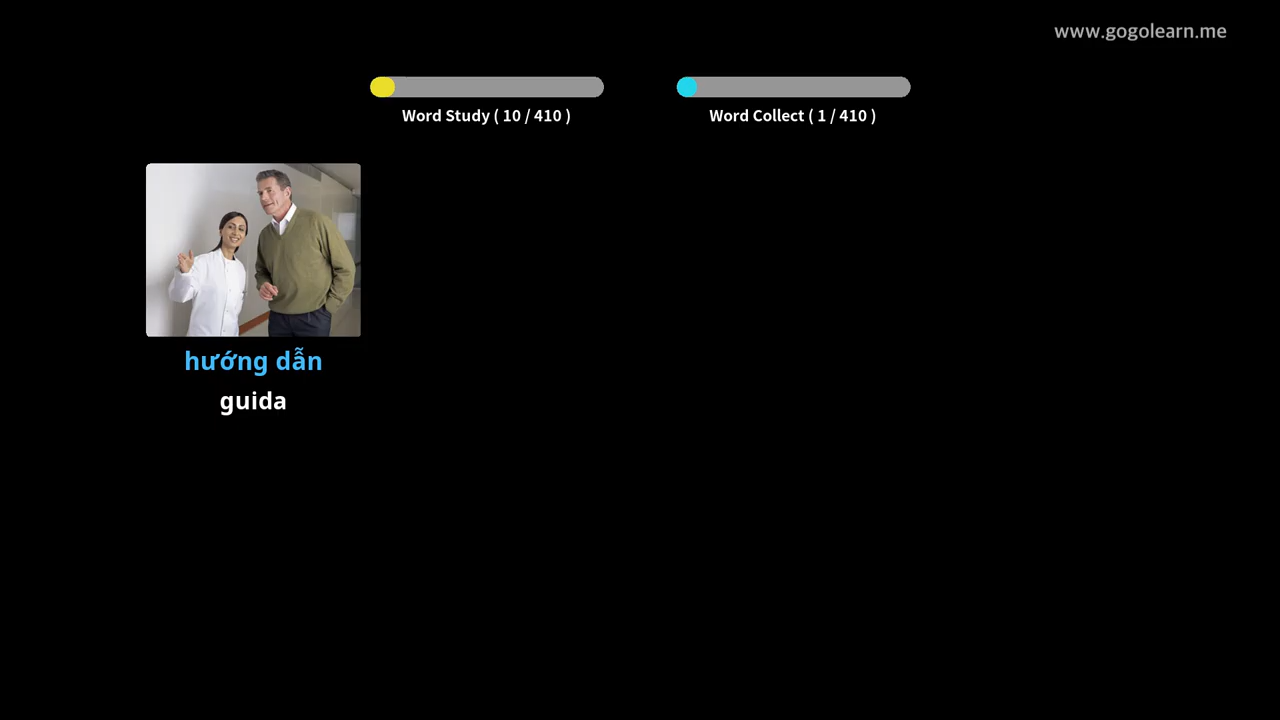 www.gogolearn.me
Word Study ( 10 / 410 )
Word Collect ( 1 / 410 )
hướng dẫn
guida